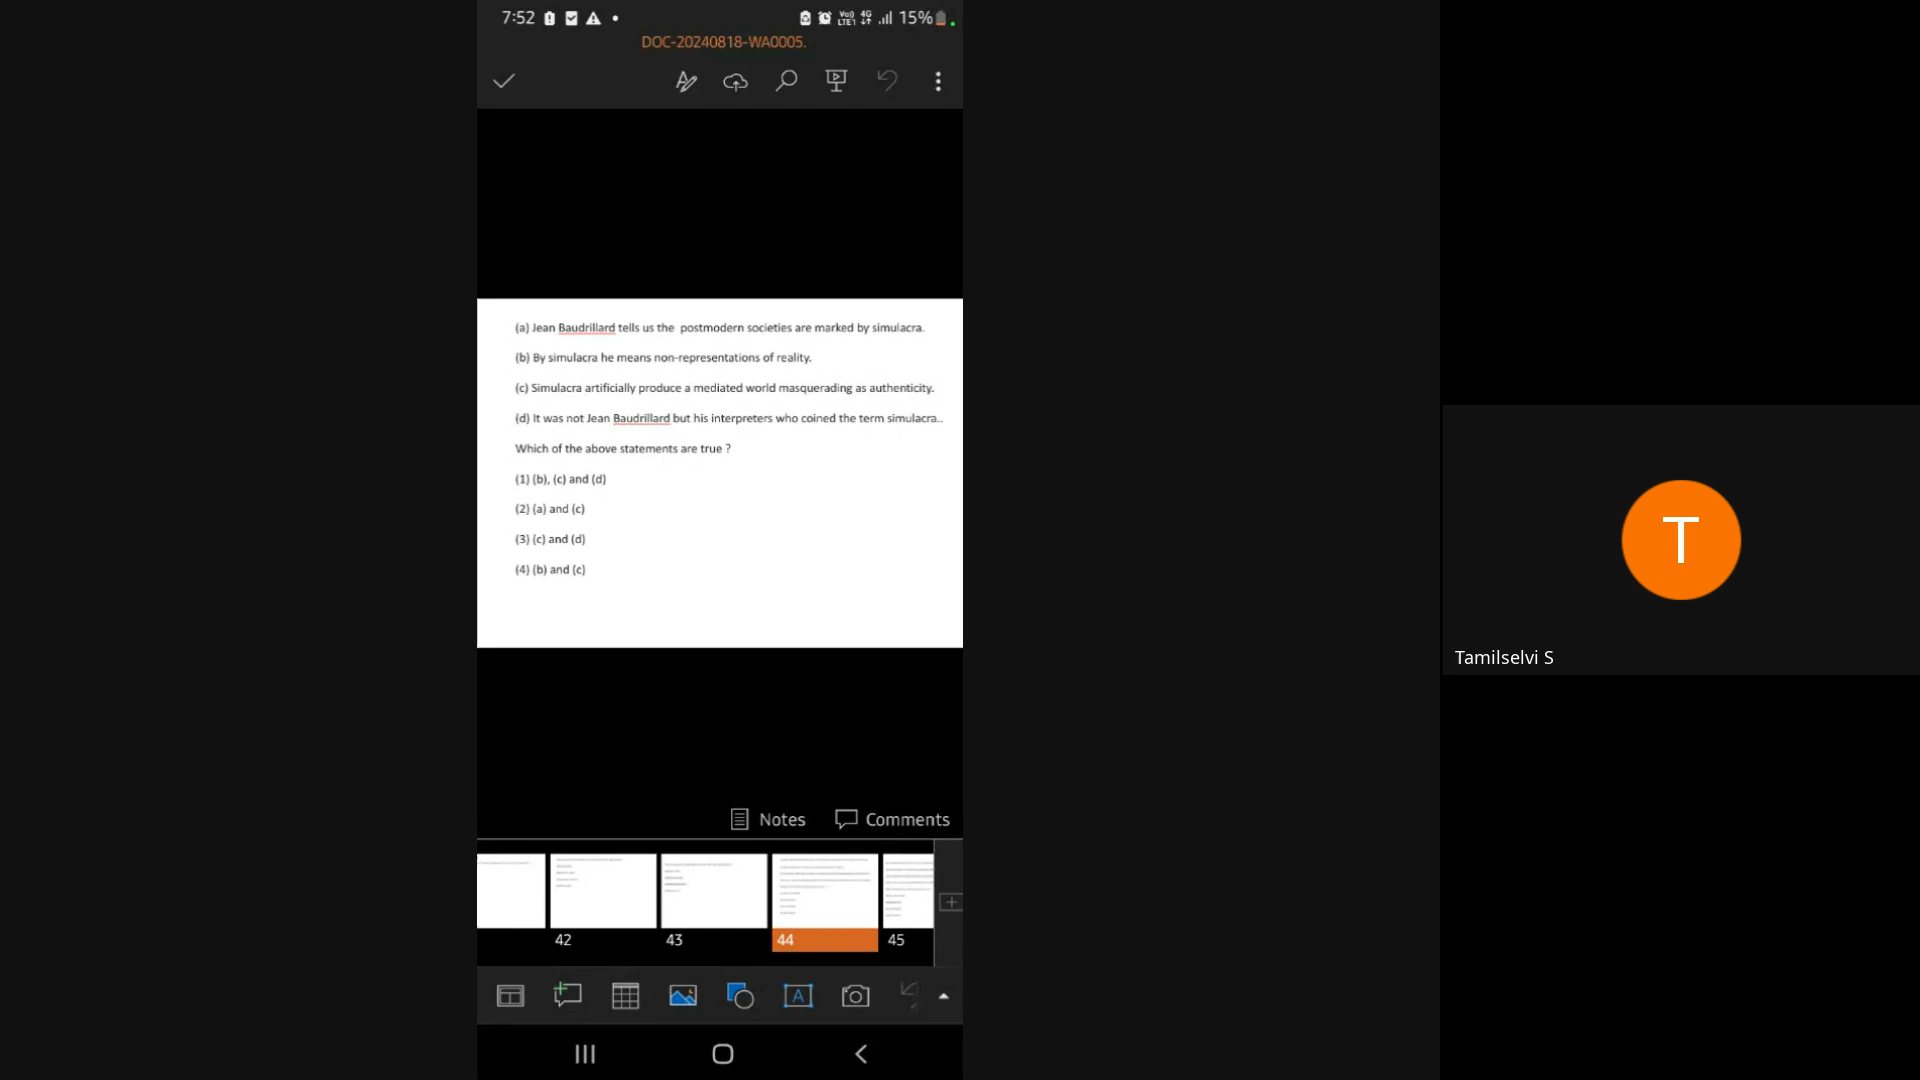 7:52
Vo) LTE1 4G 15%
DOC-20240818-WA0005.
(a) Jean Baudrillard tells us the postmodern societies are marked by simulacra.
(b) By simulacra he means non-representations of reality.
(c) Simulacra artificially produce a mediated world masquerading as authenticity.
(d) It was not Jean Baudrillard but his interpreters who coined the term simulacra..
Which of the above statements are true ?
(1) (b), (c) and (d)
(2) (a) and (c)
(3) (c) and (d)
(4) (b) and (c)
T
Tamilselvi S
Notes Comments
42 43 44 45
A